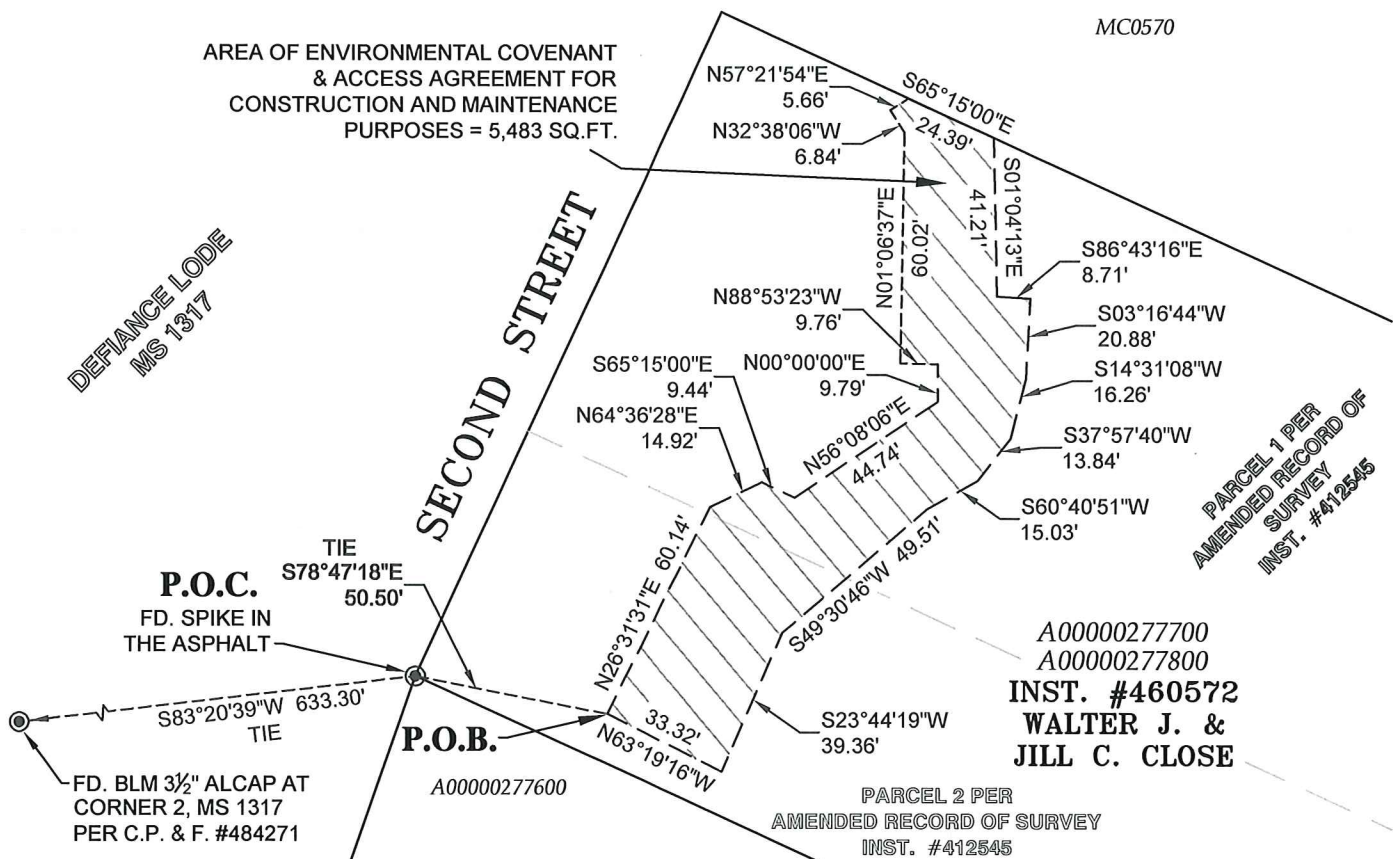 MC0570
AREA OF ENVIRONMENTAL COVENANT
& ACCESS AGREEMENT FOR
CONSTRUCTION AND MAINTENANCE
PURPOSES = 5,483 SQ.FT.
N57°21'54"E
5.66'
S65°15'00"E
24.39'
N32°38'06"W
6.84'
S01°04'13"E
41.21'
N01°06'37"E
60.02'
S86°43'16"E
8.71'
DEFIANCE LODE
MS 1317
SECOND STREET
N88°53'23"W
9.76'
S03°16'44"W
20.88'
N00°00'00"E
9.79'
S65°15'00"E
9.44'
S14°31'08"W
16.26'
N64°36'28"E
14.92'
N56°08'06"E
44.74'
S37°57'40"W
13.84'
PARCEL 1 PER
AMENDED RECORD OF
SURVEY
INST. #412545
S60°40'51"W
15.03'
S49°30'46"W 49.51'
TIE
S78°47'18"E
50.50'
N26°31'31"E 60.14'
P.O.C.
FD. SPIKE IN
THE ASPHALT
S83°20'39"W 633.30'
TIE
P.O.B.
33.32'
N63°19'16"W
S23°44'19"W
39.36'
A00000277700
A00000277800
INST. #460572
WALTER J. &
JILL C. CLOSE
FD. BLM 3½" ALCAP AT
CORNER 2, MS 1317
PER C.P. & F. #484271
A00000277600
PARCEL 2 PER
AMENDED RECORD OF SURVEY
INST. #412545